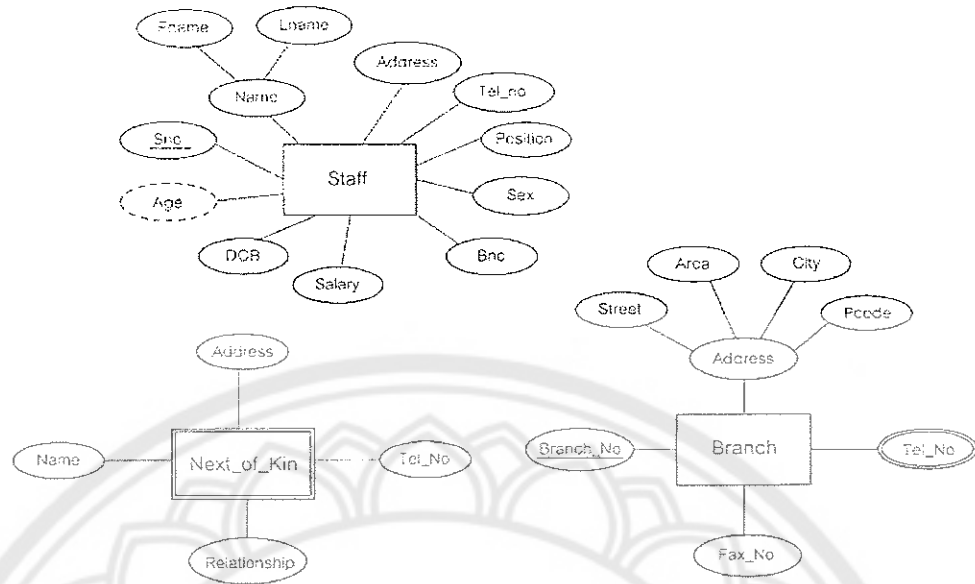 Fname
Lname
Name
Address
Tel_no
Sno
Position
Staff
Age
Sex
DOB
Salary
Bno
Area
City
Street
Pcode
Address
Address
Branch_No
Branch
Tel_No
Name
Next_of_Kin
Tel_No
Fax_No
Relationship